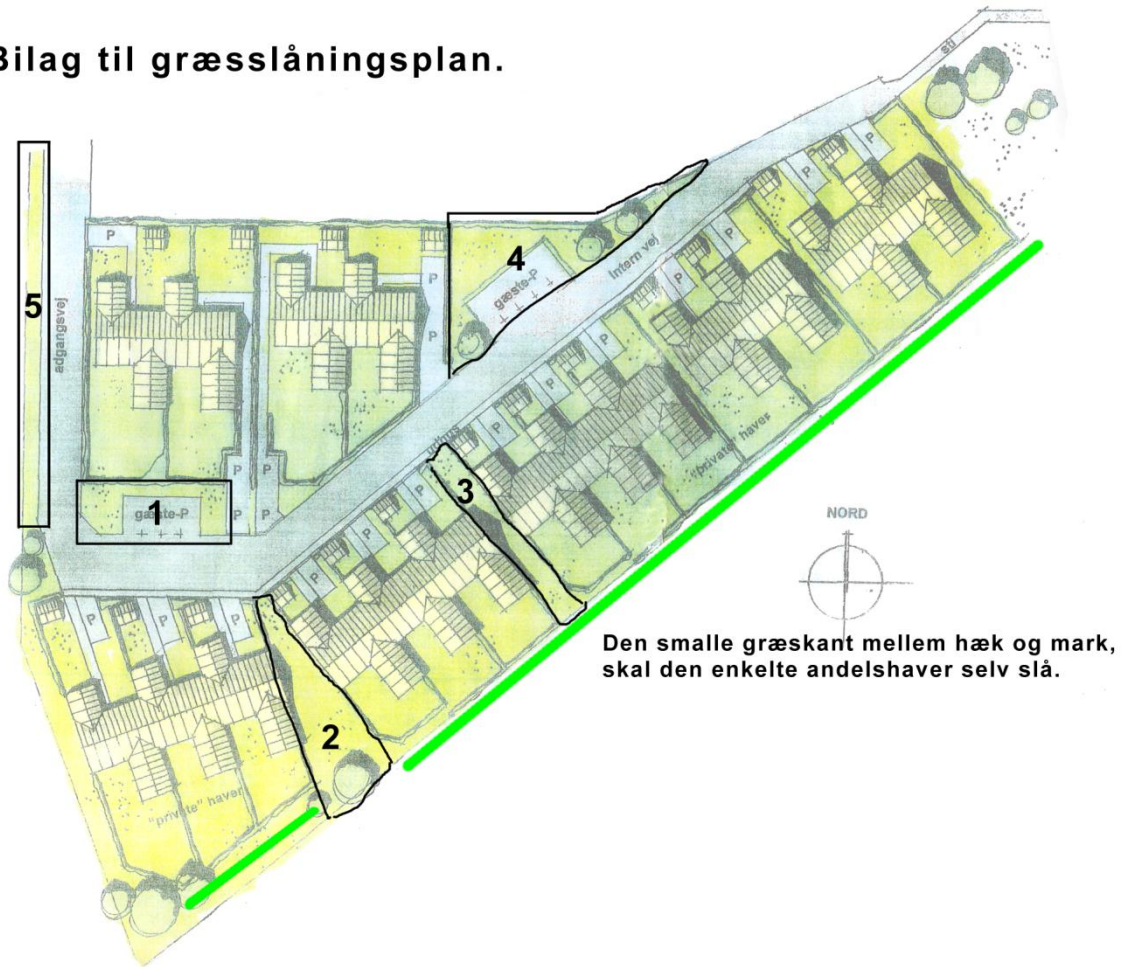 Bilag til græsslåningsplan.
sti
P
P
P
5
adgangsvej
P
4
gæste-P
intern vej
P
P
P
P
P
P
P
3
"private" haver
1
gæste-P
P
P
P
P
P
P
P
P
P
2
"private" haver
NORD
Den smalle græskant mellem hæk og mark,
skal den enkelte andelshaver selv slå.